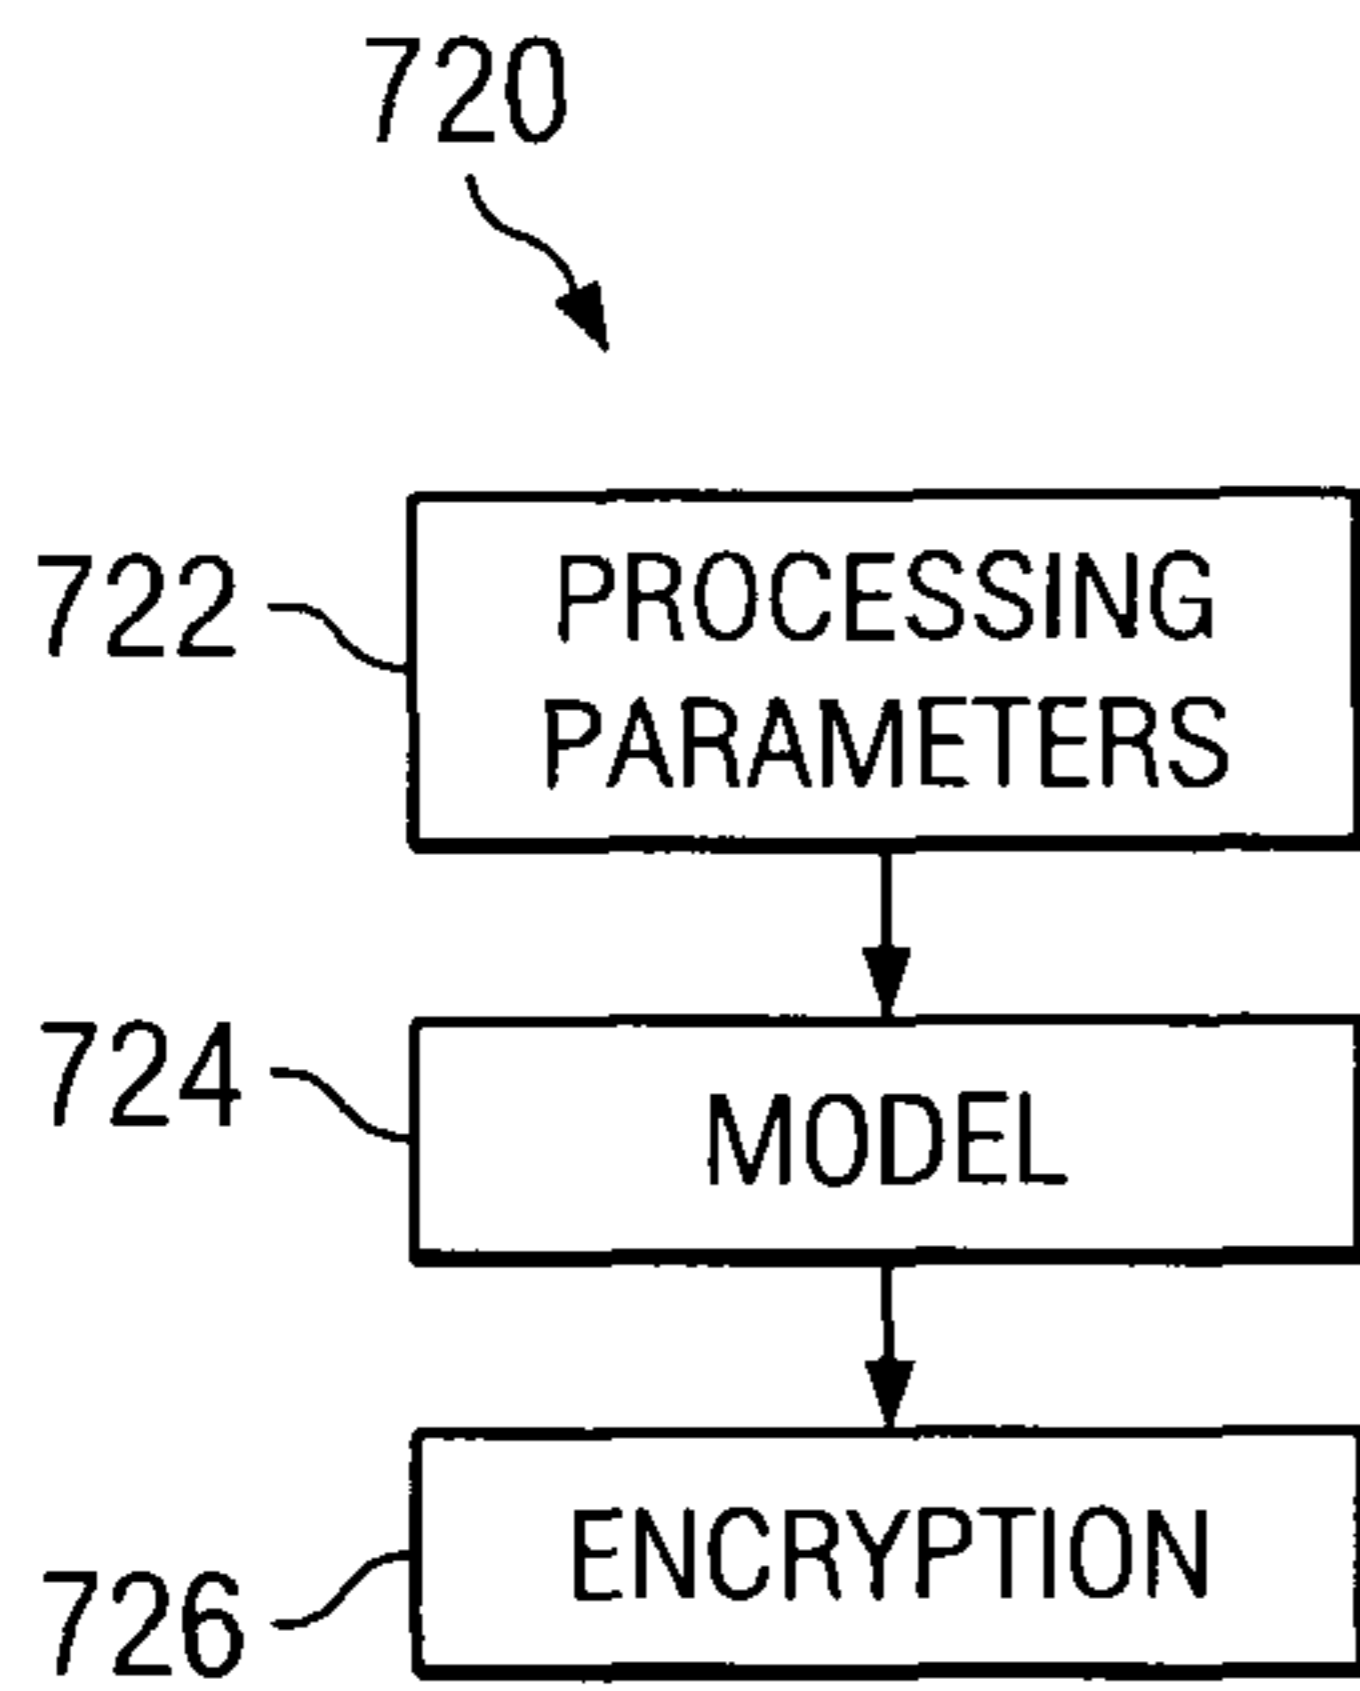 720
722
PROCESSING
PARAMETERS
724
MODEL
726
ENCRYPTION